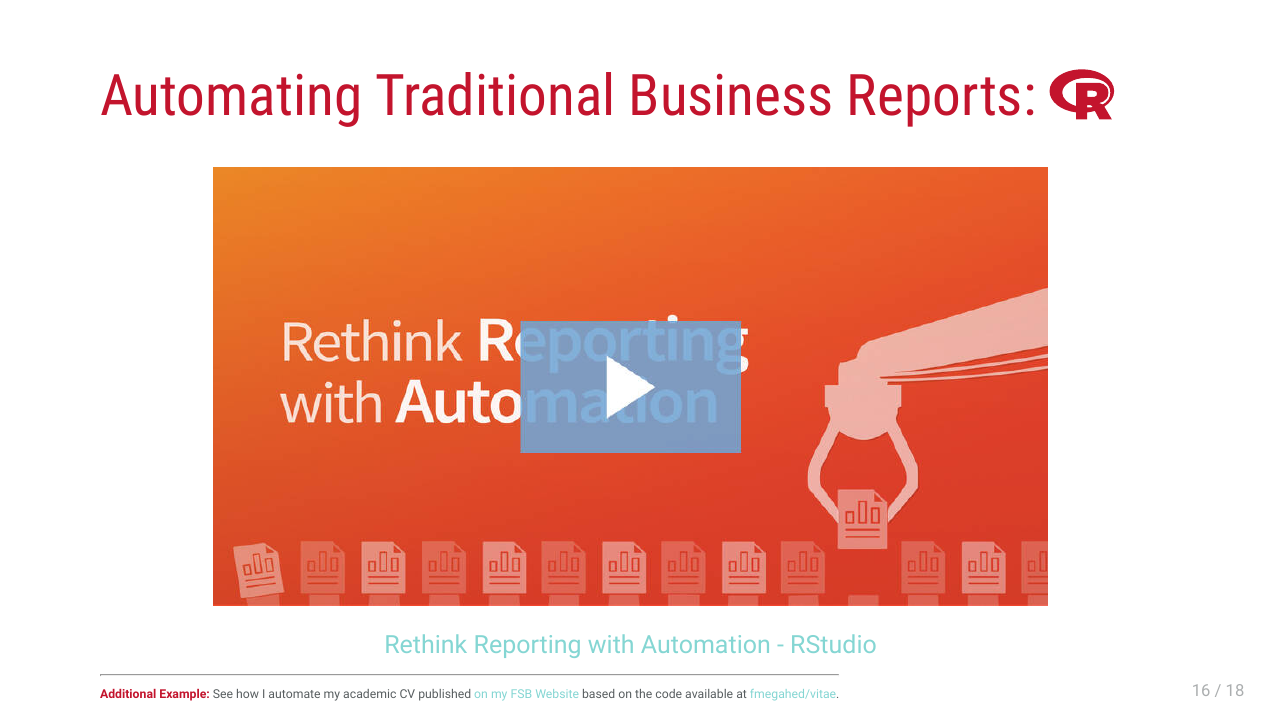 Automating Traditional Business Reports: R
Rethink Reporting
with Automation
Rethink Reporting with Automation - RStudio
Additional Example: See how I automate my academic CV published on my FSB Website based on the code available at fmegahed/vitae.
16 / 18